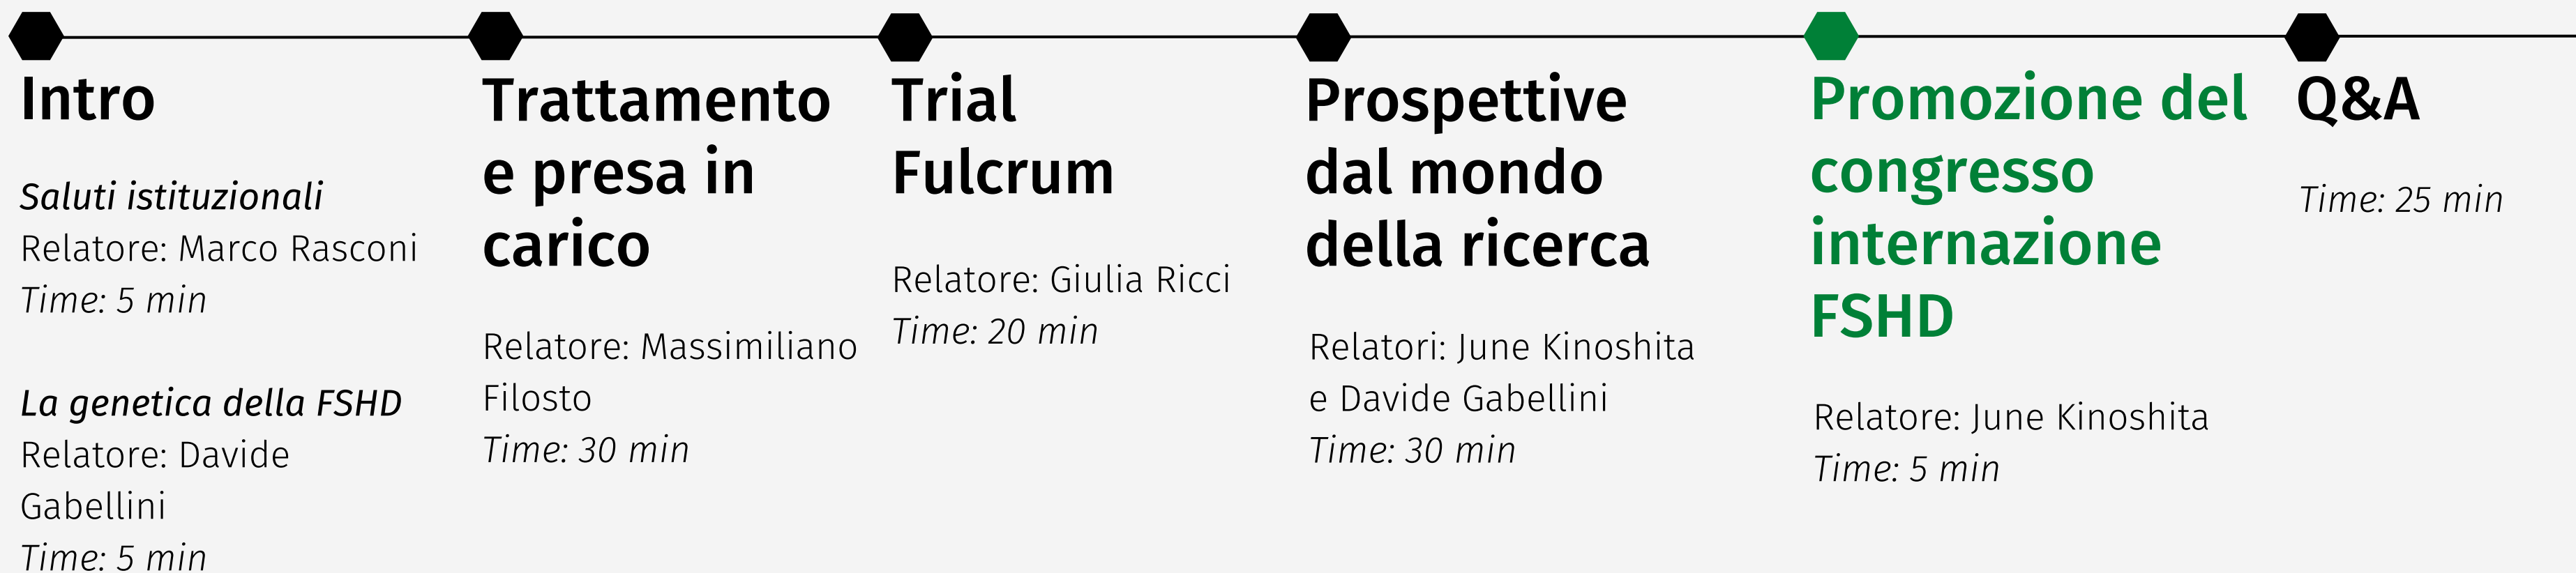 Intro
Saluti istituzionali
Relatore: Marco Rasconi
Time: 5 min
La genetica della FSHD
Relatore: Davide
Gabellini
Time: 5 min
Trattamento
e presa in
carico
Relatore: Massimiliano
Filosto
Time: 30 min
Trial
Fulcrum
Relatore: Giulia Ricci
Time: 20 min
Prospettive
dal mondo
della ricerca
Relatori: June Kinoshita
e Davide Gabellini
Time: 30 min
Promozione del
congresso
internazione
FSHD
Relatore: June Kinoshita
Time: 5 min
Q&A
Time: 25 min